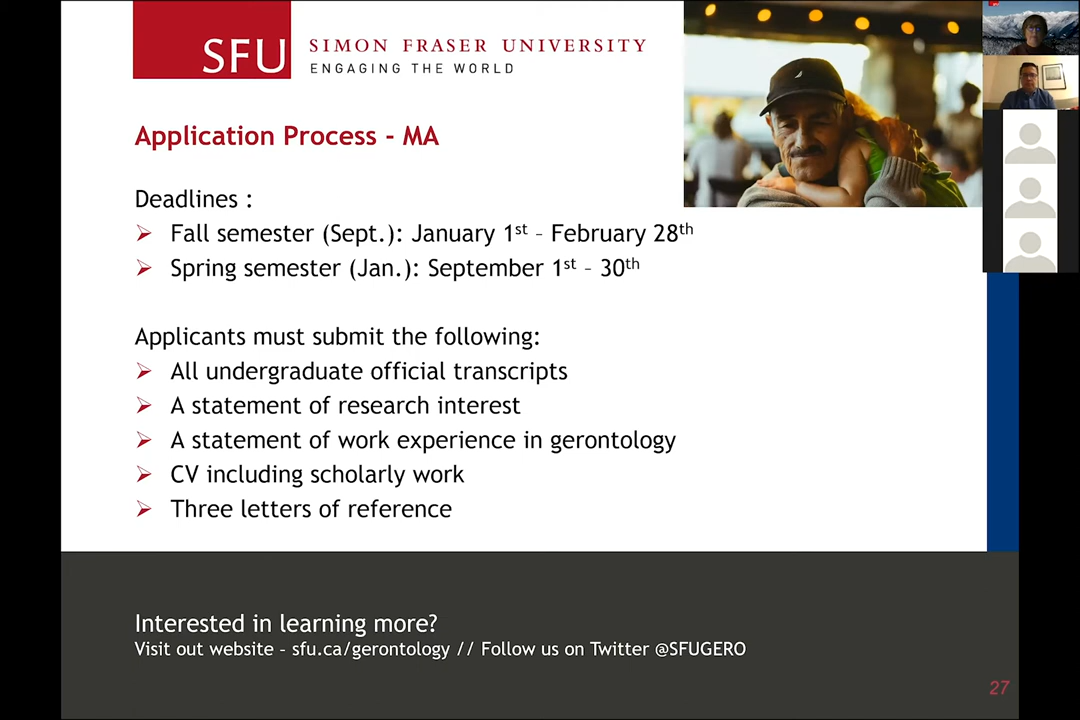 SFU
SIMON FRASER UNIVERSITY
ENGAGING THE WORLD
Application Process - MA
Deadlines :
Fall semester (Sept.): January 1st - February 28th
Spring semester (Jan.): September 1st - 30th
Applicants must submit the following:
All undergraduate official transcripts
A statement of research interest
A statement of work experience in gerontology
CV including scholarly work
Three letters of reference
Interested in learning more?
Visit out website - sfu.ca/gerontology // Follow us on Twitter @SFUGERO
27